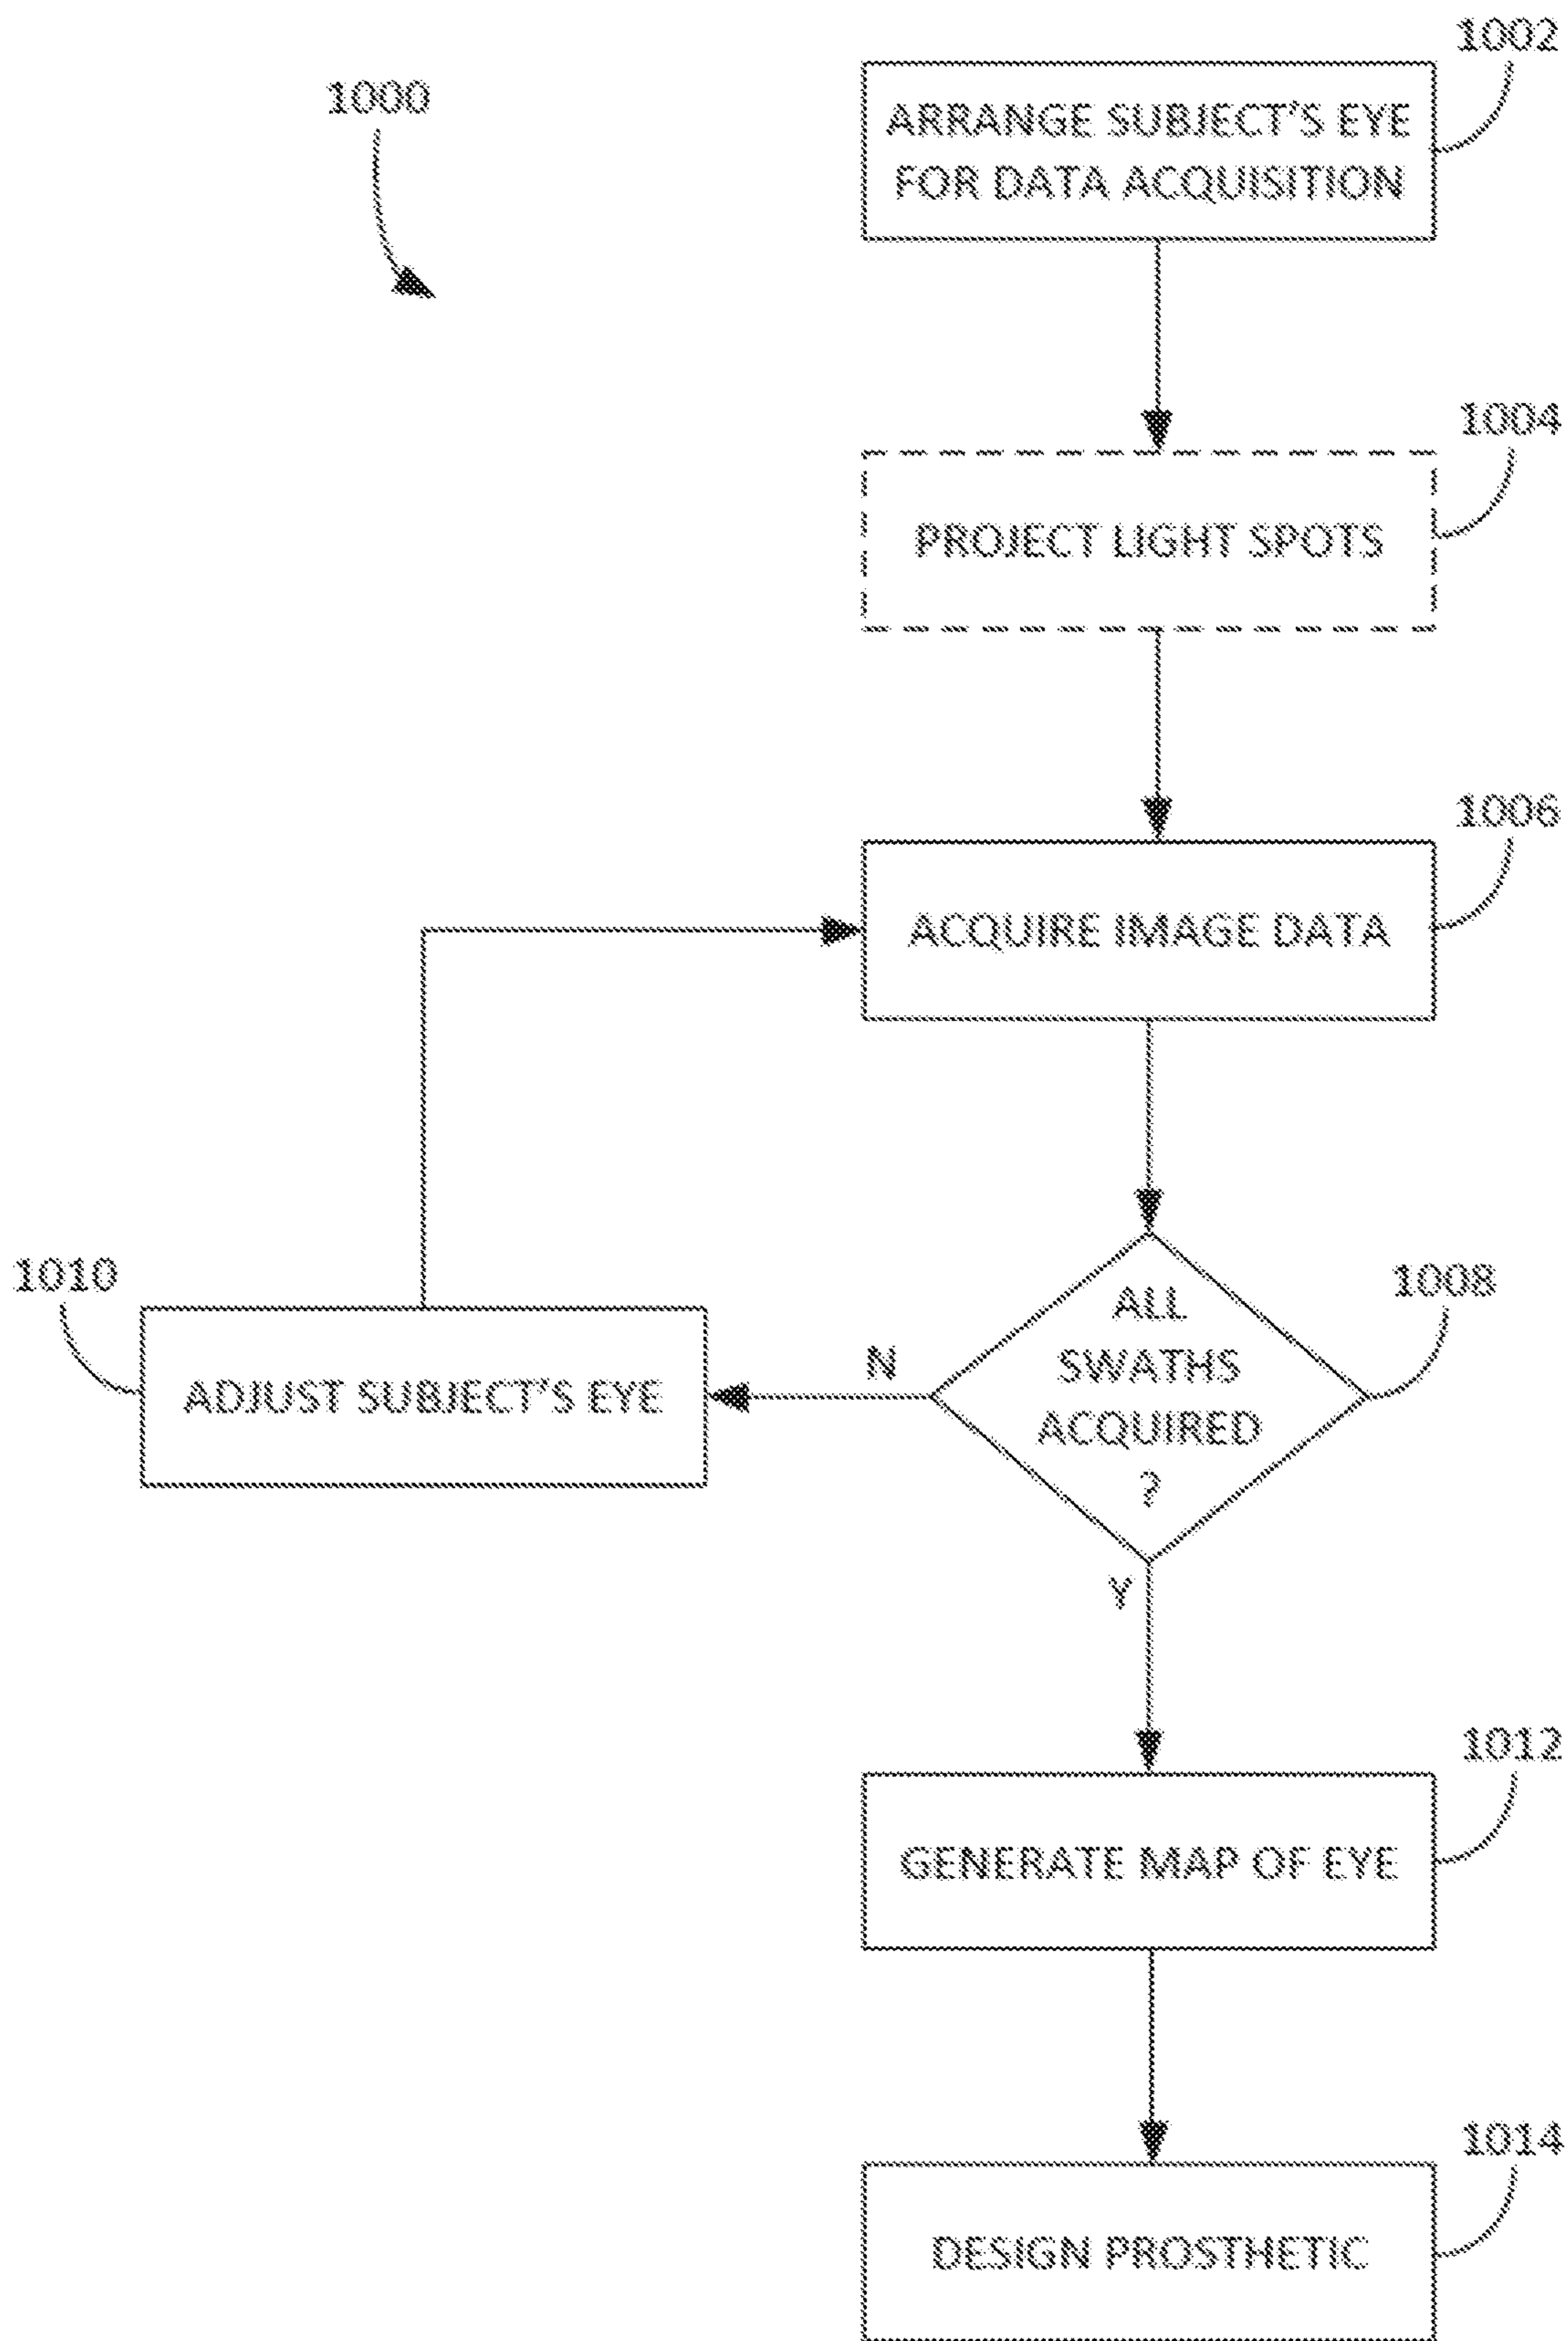 1002
1000
ARRANGE SUBJECT'S EYE
FOR DATA ACQUISITION
1004
PROJECT LIGHT SPOTS
1006
ACQUIRE IMAGE DATA
1010
1008
ALL
SWATHS
ACQUIRED
?
N
ADJUST SUBJECT'S EYE
Y
1012
GENERATE MAP OF EYE
1014
DESIGN PROSTHETIC